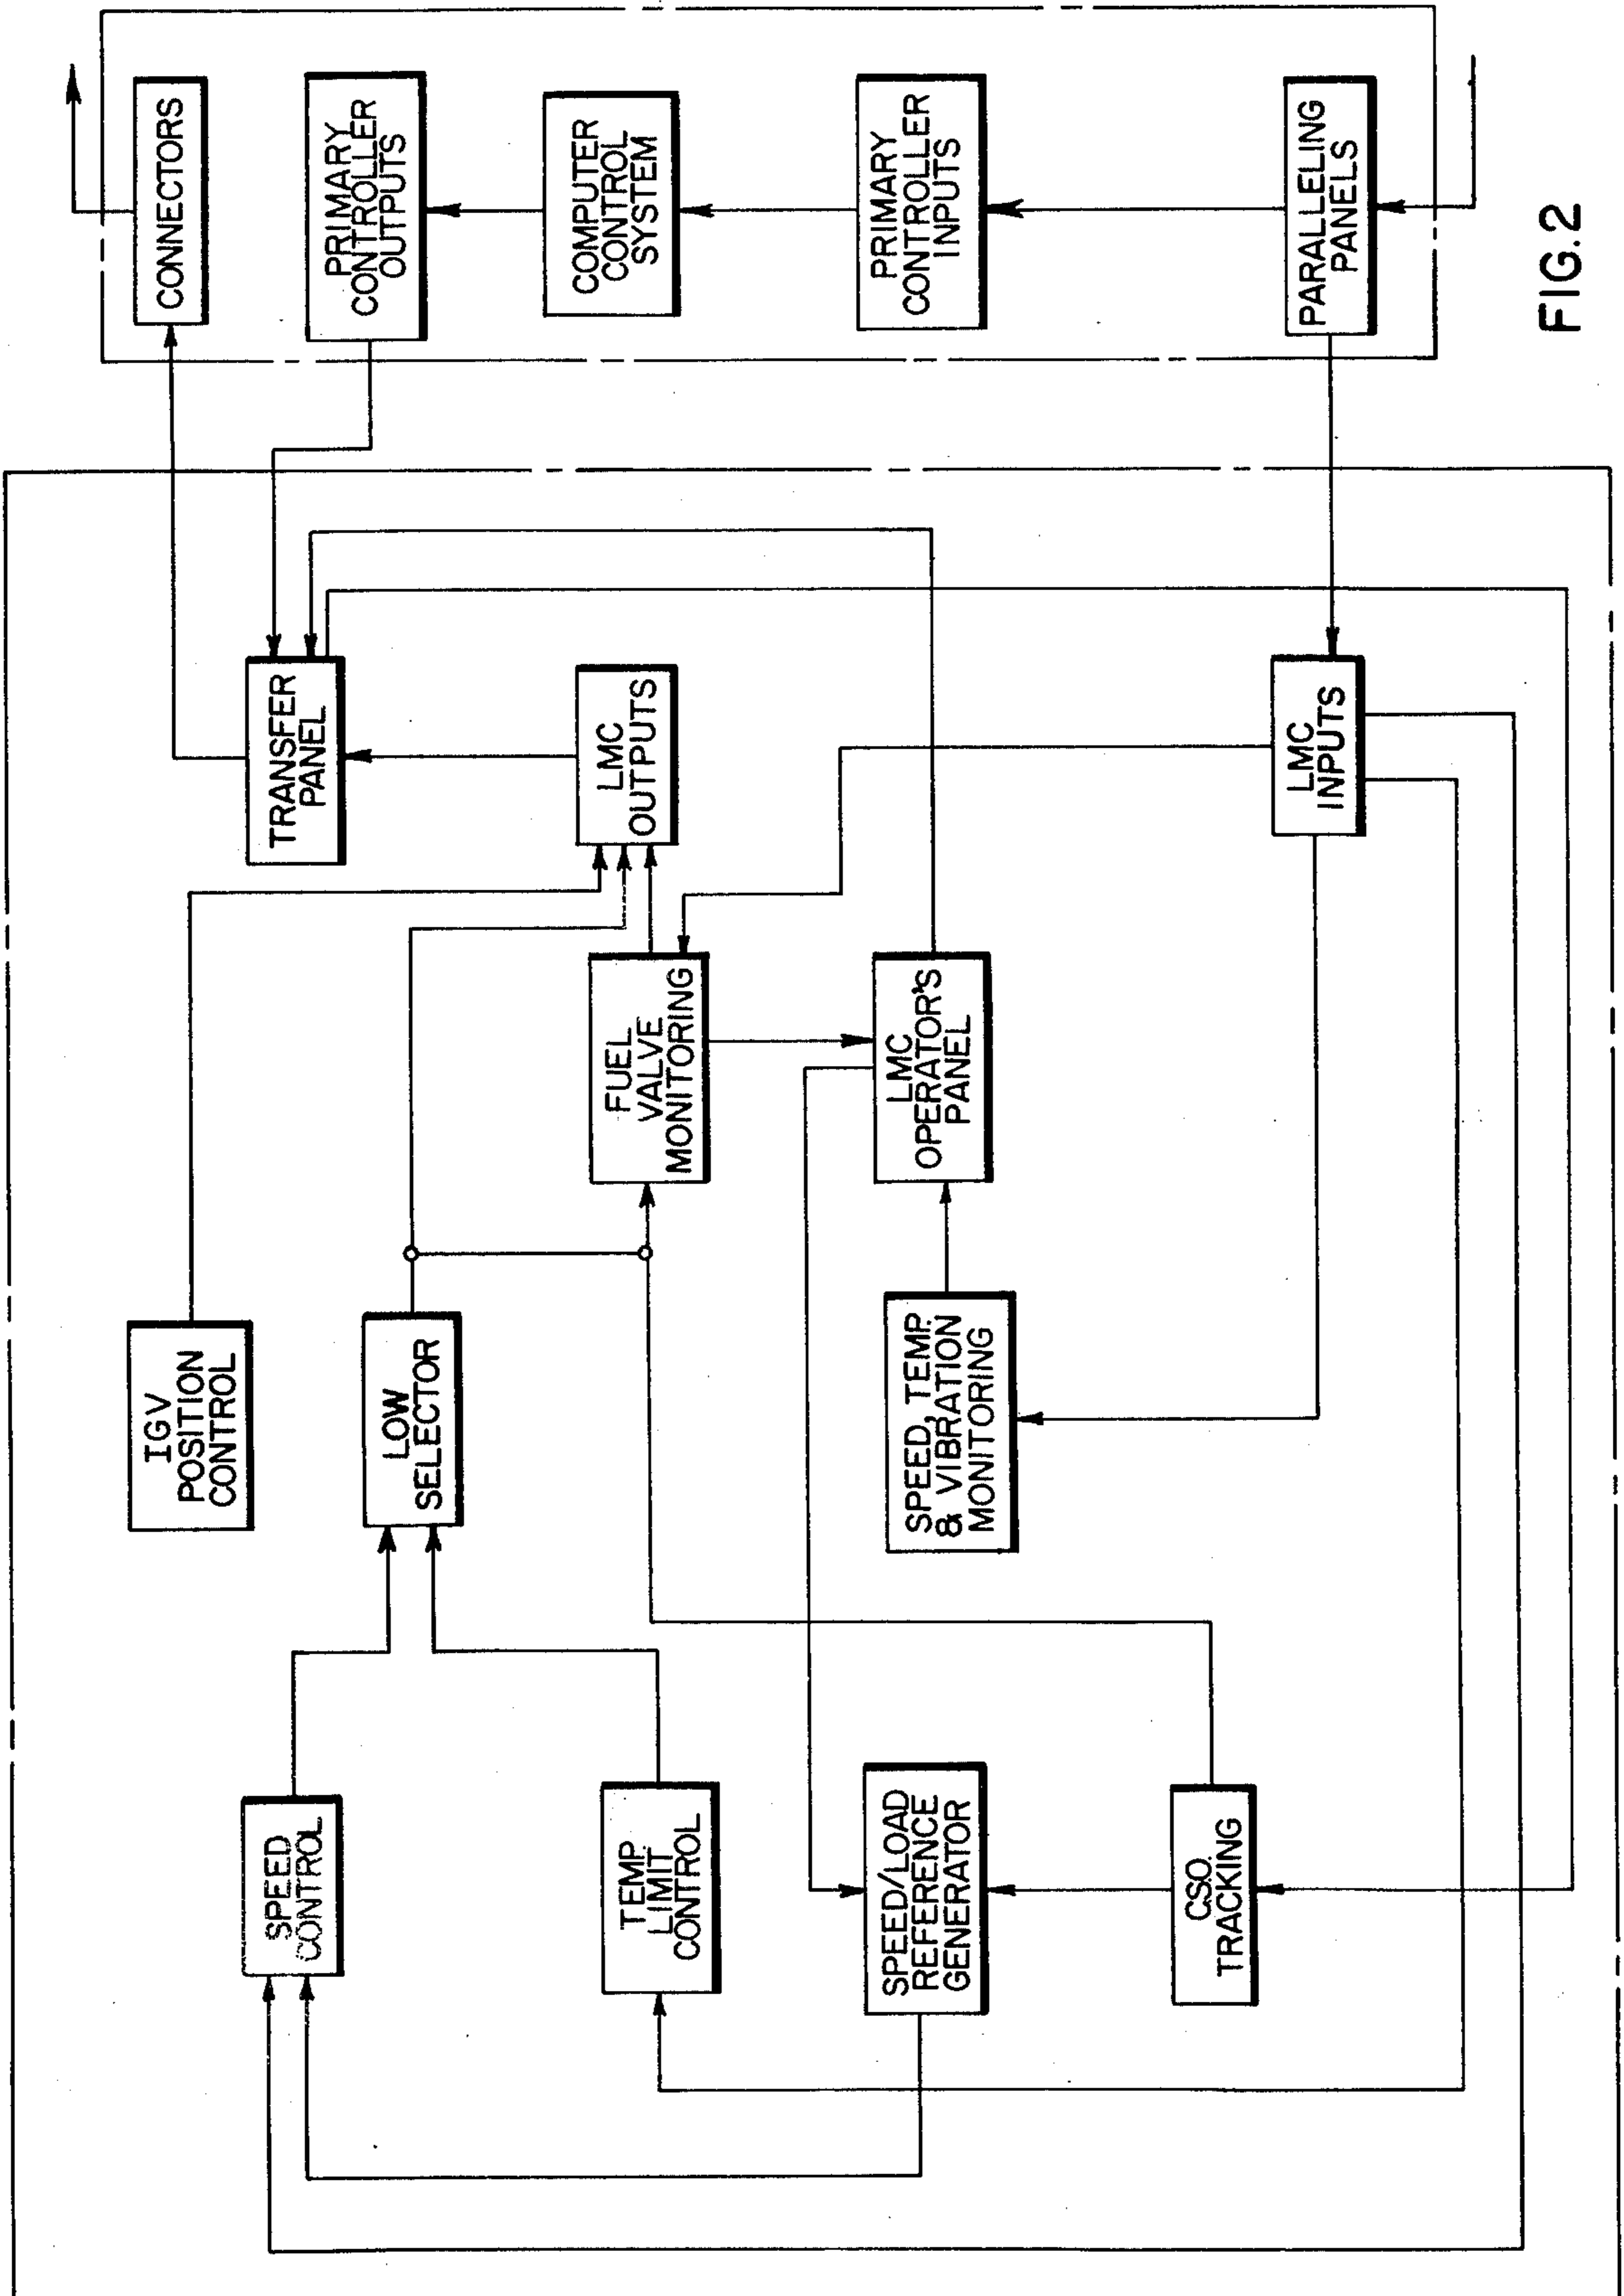 CONNECTORS
PRIMARY
CONTROLLER
OUTPUTS
COMPUTER
CONTROL
SYSTEM
PRIMARY
CONTROLLER
INPUTS
PARALLELING
PANELS
TRANSFER
PANEL
LMC
OUTPUTS
LMC
INPUTS
FUEL
VALVE
MONITORING
LMC
OPERATOR'S
PANEL
IGV
POSITION
CONTROL
LOW
SELECTOR
SPEED, TEMP.
& VIBRATION
MONITORING
SPEED
CONTROL
TEMP.
LIMIT
CONTROL
SPEED/LOAD
REFERENCE
GENERATOR
CSO.
TRACKING
FIG.2